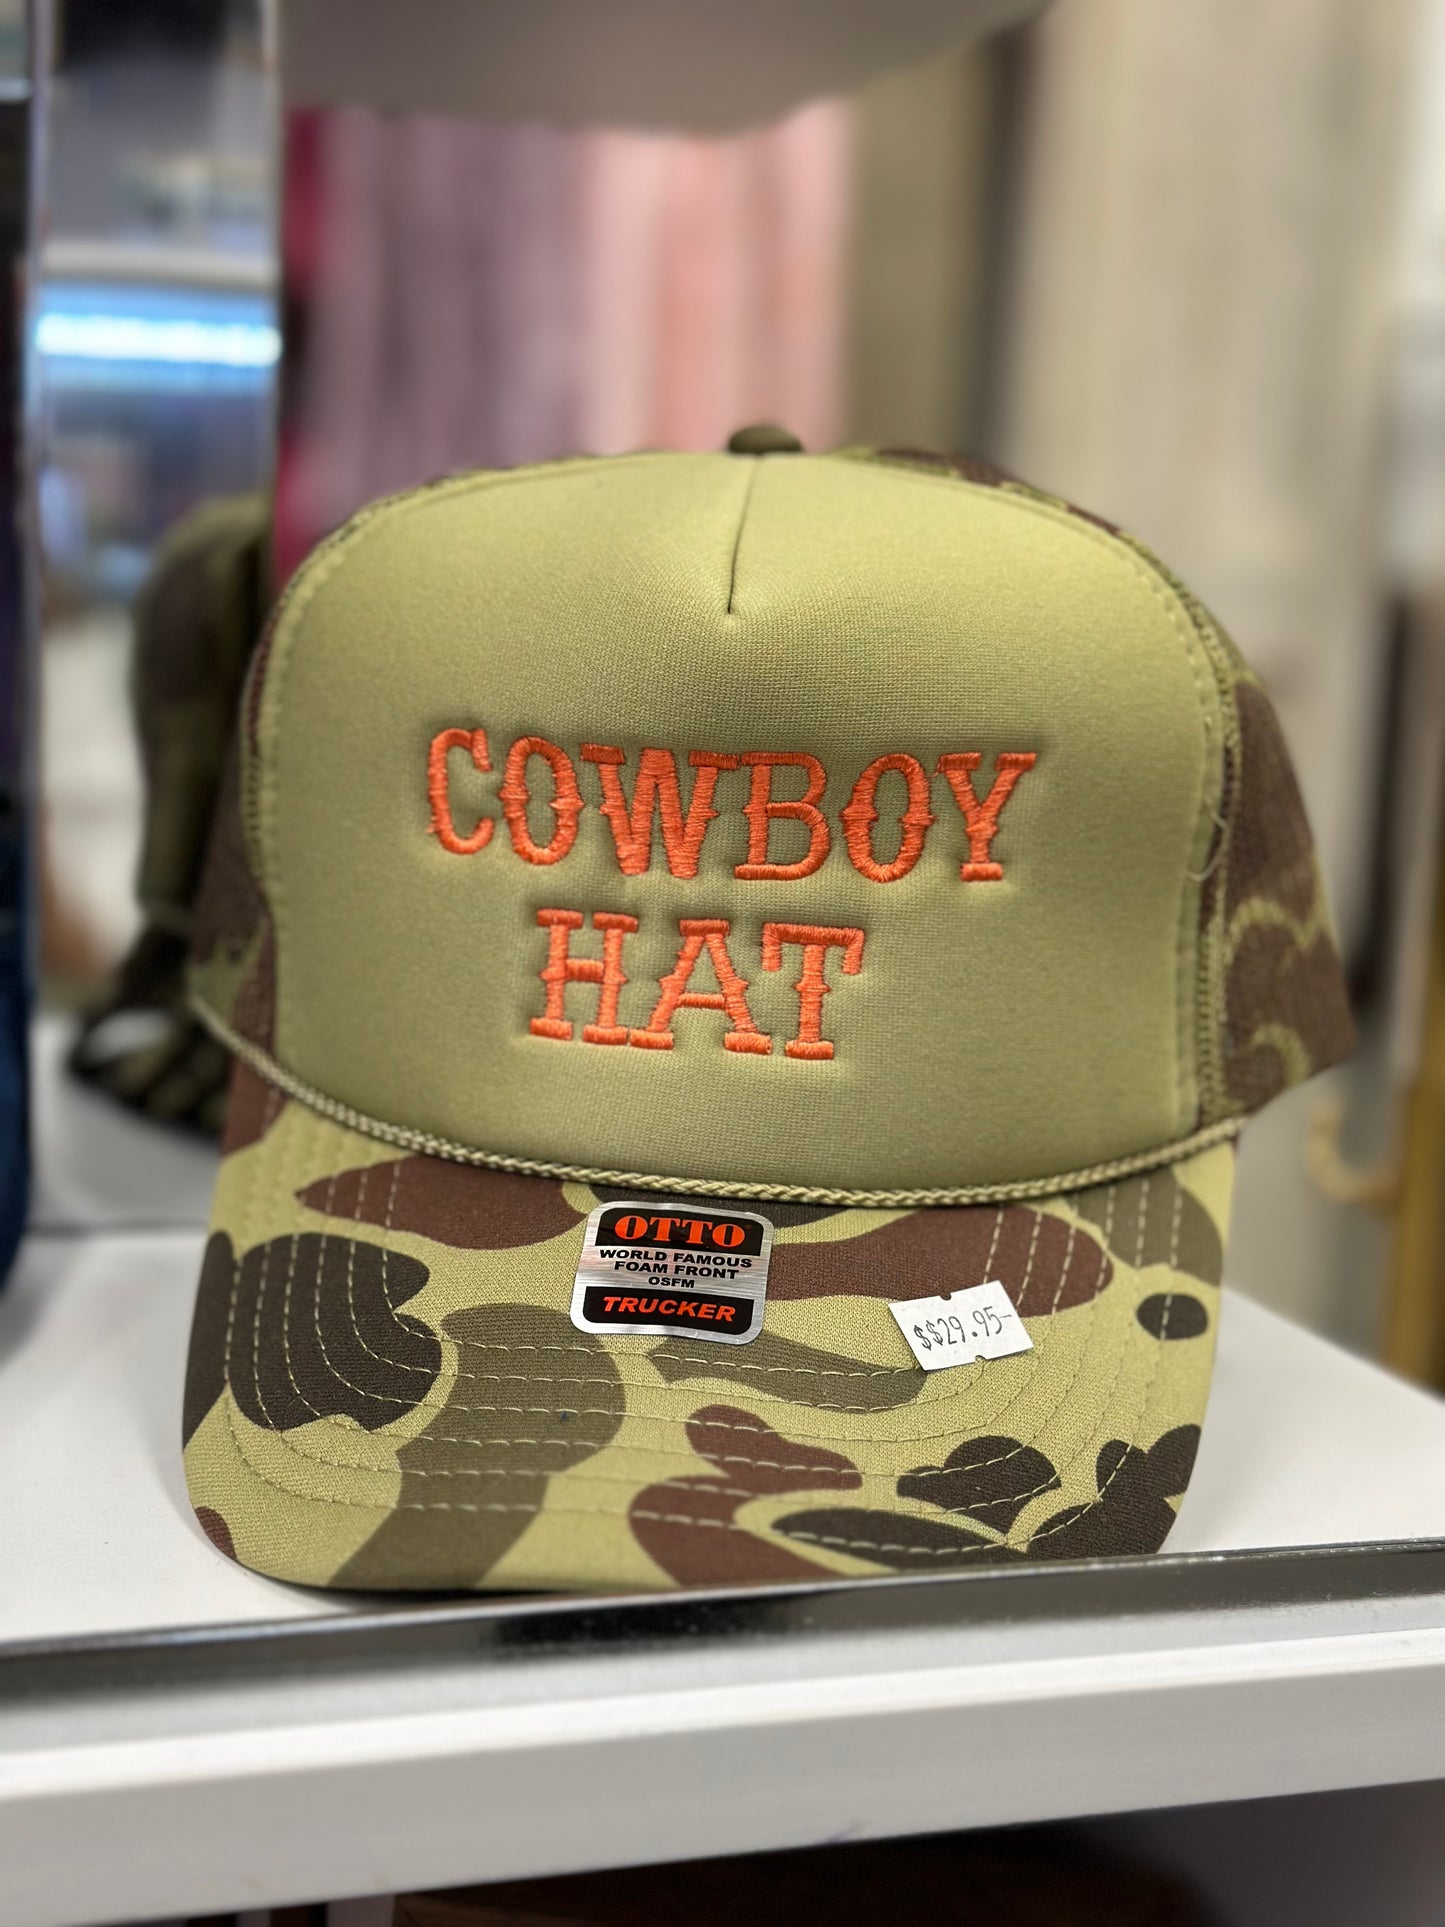 COWBOY
HAT
OTTO
WORLD FAMOUS
FOAM FRONT
OSFM
TRUCKER
$$29.95-